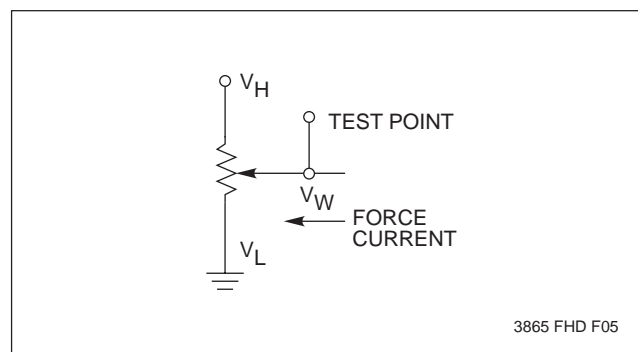 VH
TEST POINT
VW
FORCE
CURRENT
VL
3865 FHD F05